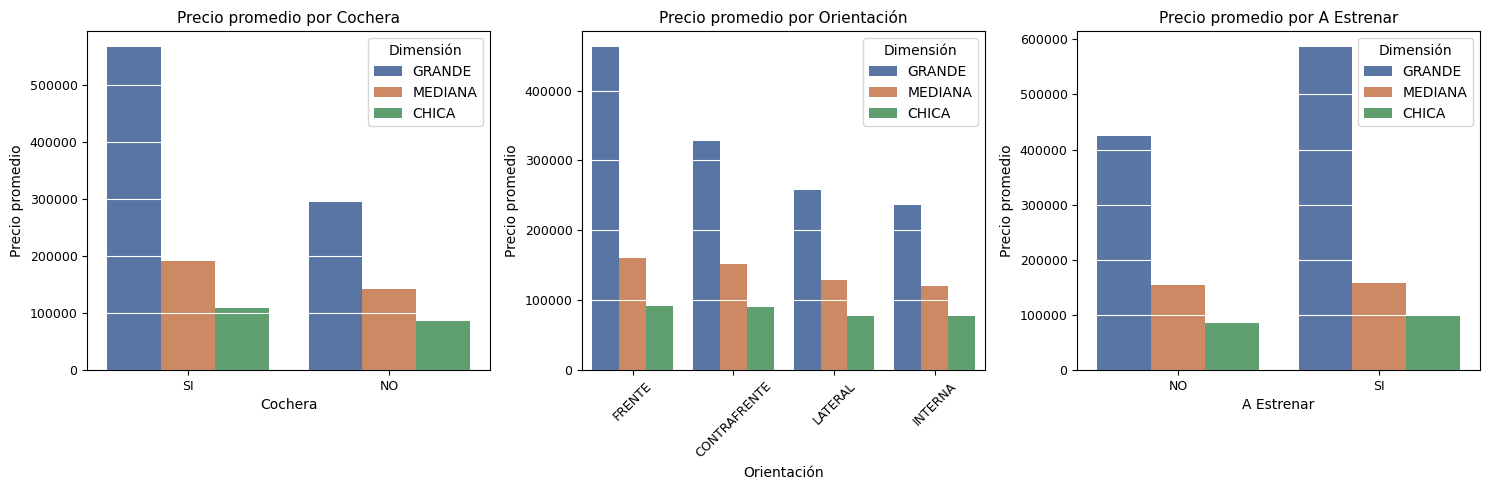 Precio promedio por Cochera
Precio promedio
500000
400000
300000
200000
100000
0
Dimensión
GRANDE
MEDIANA
CHICA
SI
NO
Cochera
Precio promedio por Orientación
Precio promedio
400000
300000
200000
100000
0
Dimensión
GRANDE
MEDIANA
CHICA
FRENTE
CONTRAFRENTE
LATERAL
INTERNA
Orientación
Precio promedio por A Estrenar
Precio promedio
600000
500000
400000
300000
200000
100000
0
Dimensión
GRANDE
MEDIANA
CHICA
NO
SI
A Estrenar